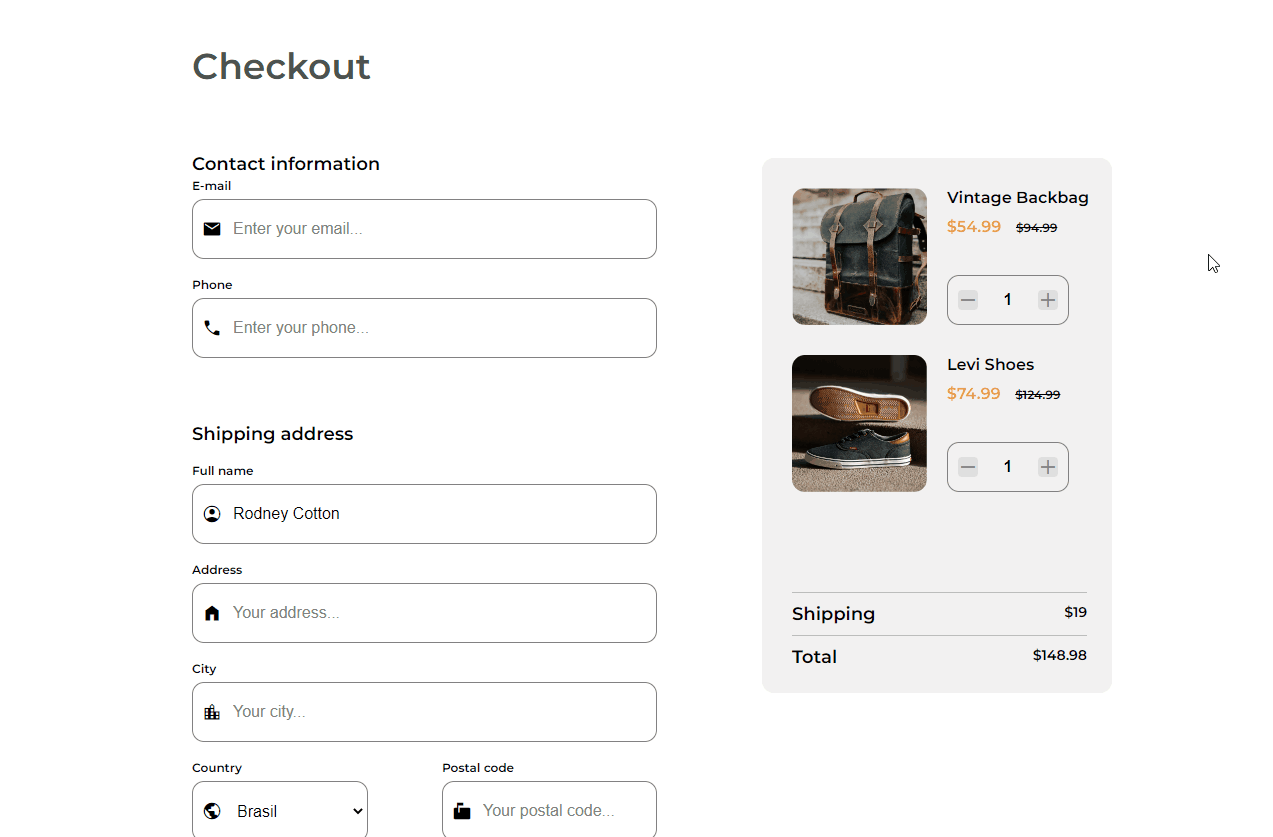 Checkout
Contact information
E-mail
Enter your email...
Phone
Enter your phone...
Shipping address
Full name
Rodney Cotton
Address
Your address...
City
Your city...
Country
Postal code
Brasil
Your postal code...
Vintage Backbag
$54.99 $94.99
1
Levi Shoes
$74.99 $124.99
1
Shipping $19
Total $148.98